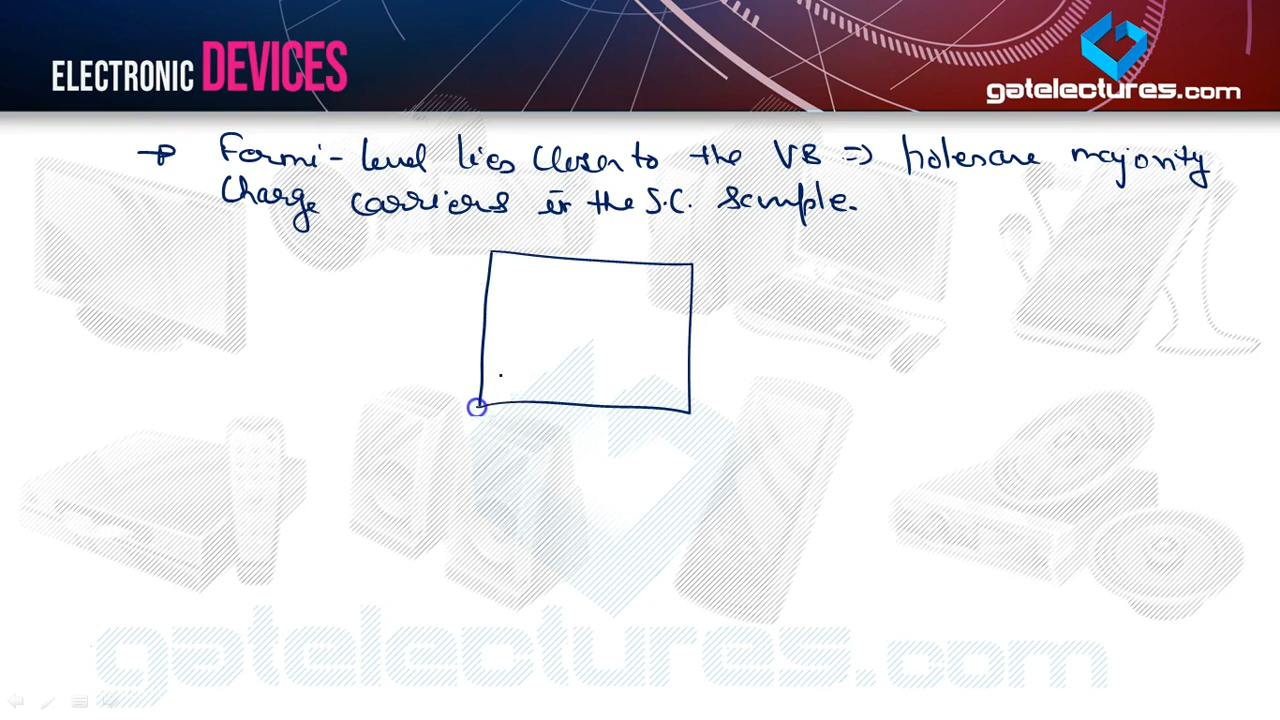 ELECTRONIC DEVICES
gatelectures.com
→ Fermi-level lies closer to the VB ⇒ holes are majority
charge carriers in the S.C. sample.
gatelectures.com